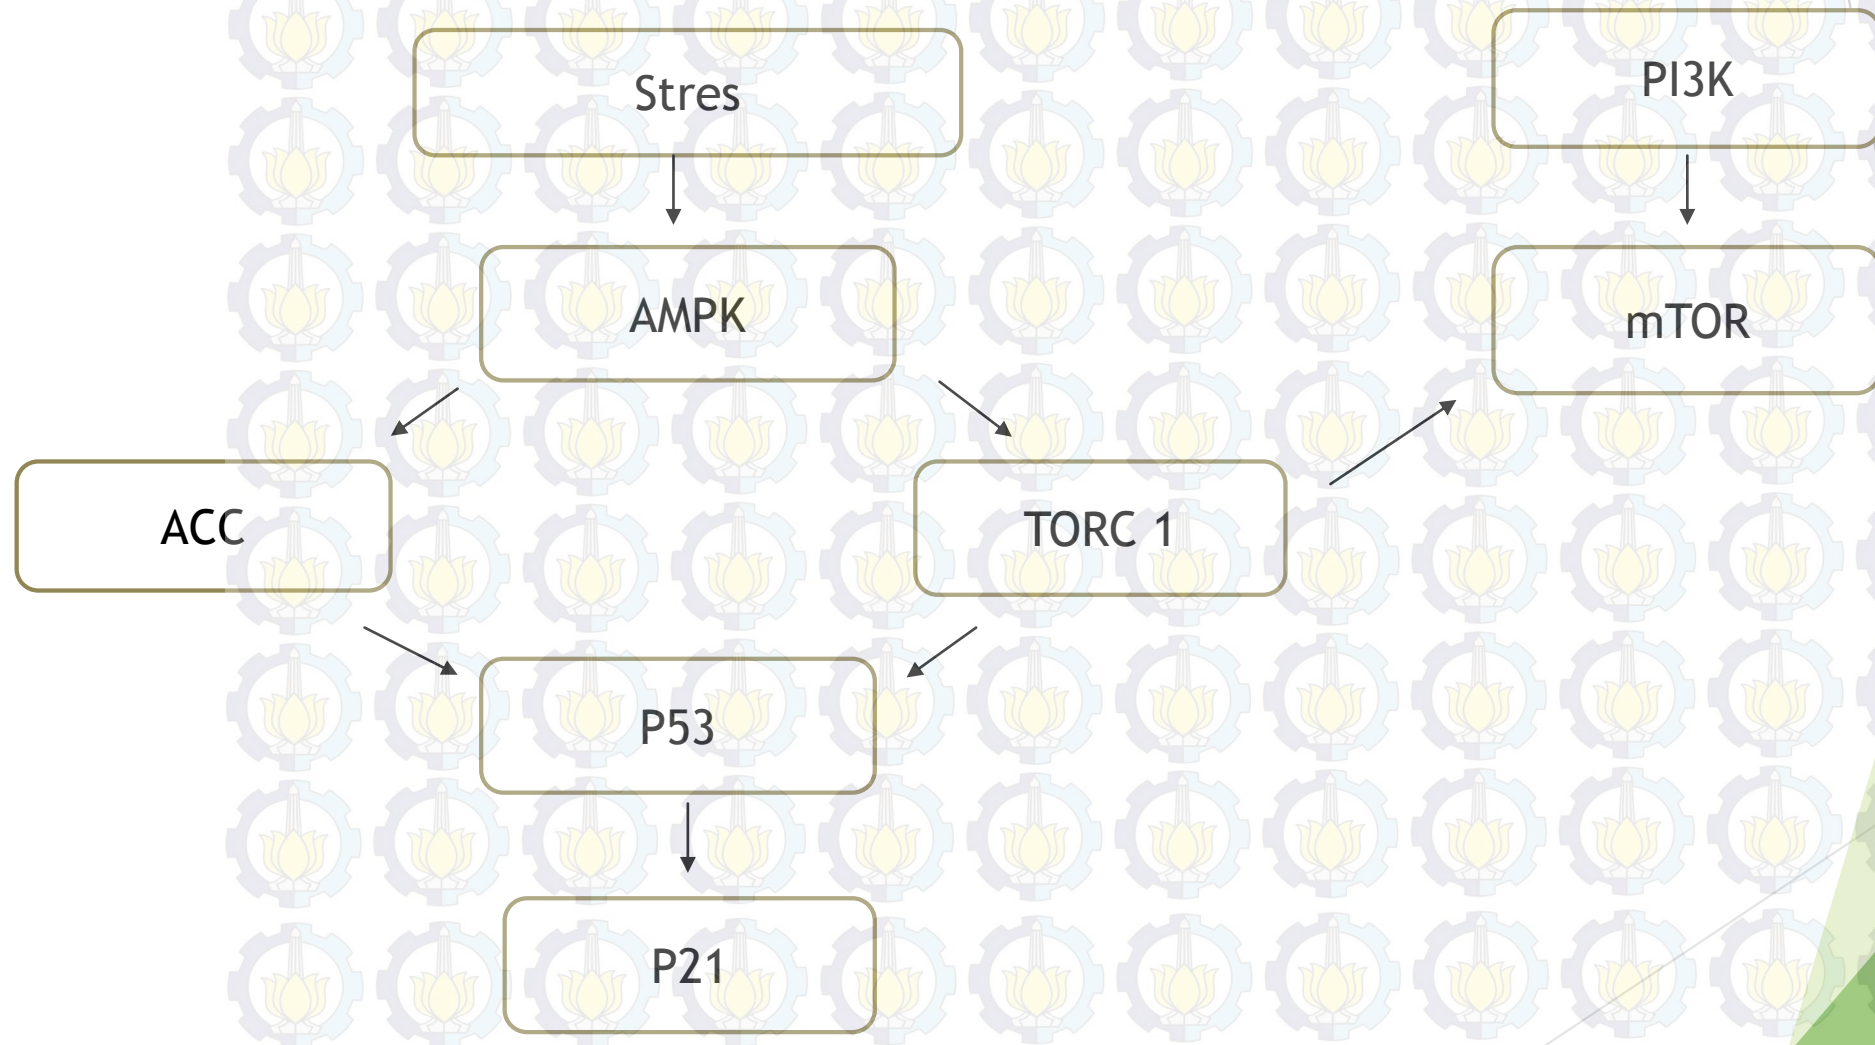 Stres
PI3K
AMPK
mTOR
ACC
TORC 1
P53
P21